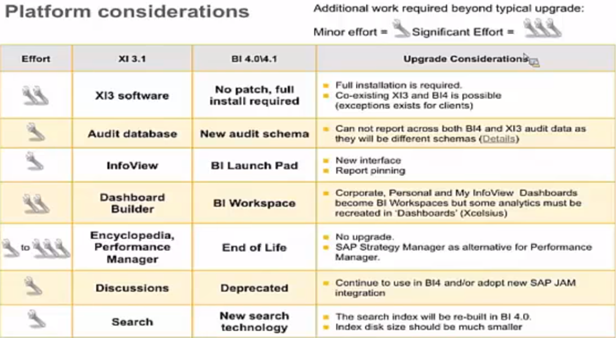 Platform considerations
Additional work required beyond typical upgrade:
Minor effort = Significant Effort =
Effort XI 3.1 BI 4.0\4.1 Upgrade Considerations
XI3 software
No patch, full
install required
Full installation is required.
Co-existing XI3 and BI4 is possible
(exceptions exists for clients)
Audit database
New audit schema
Can not report across both BI4 and XI3 audit data as
they will be different schemas (Details)
InfoView
BI Launch Pad
New interface
Report pinning
Dashboard
Builder
BI Workspace
Corporate, Personal and My InfoView Dashboards
become BI Workspaces but some analytics must be
recreated in 'Dashboards' (Xcelsius)
to
Encyclopedia,
Performance
Manager
End of Life
No upgrade.
SAP Strategy Manager as alternative for Performance
Manager.
Discussions
Deprecated
Continue to use in BI4 and/or adopt new SAP JAM
integration
Search
New search
technology
The search index will be re-built in BI 4.0.
Index disk size should be much smaller